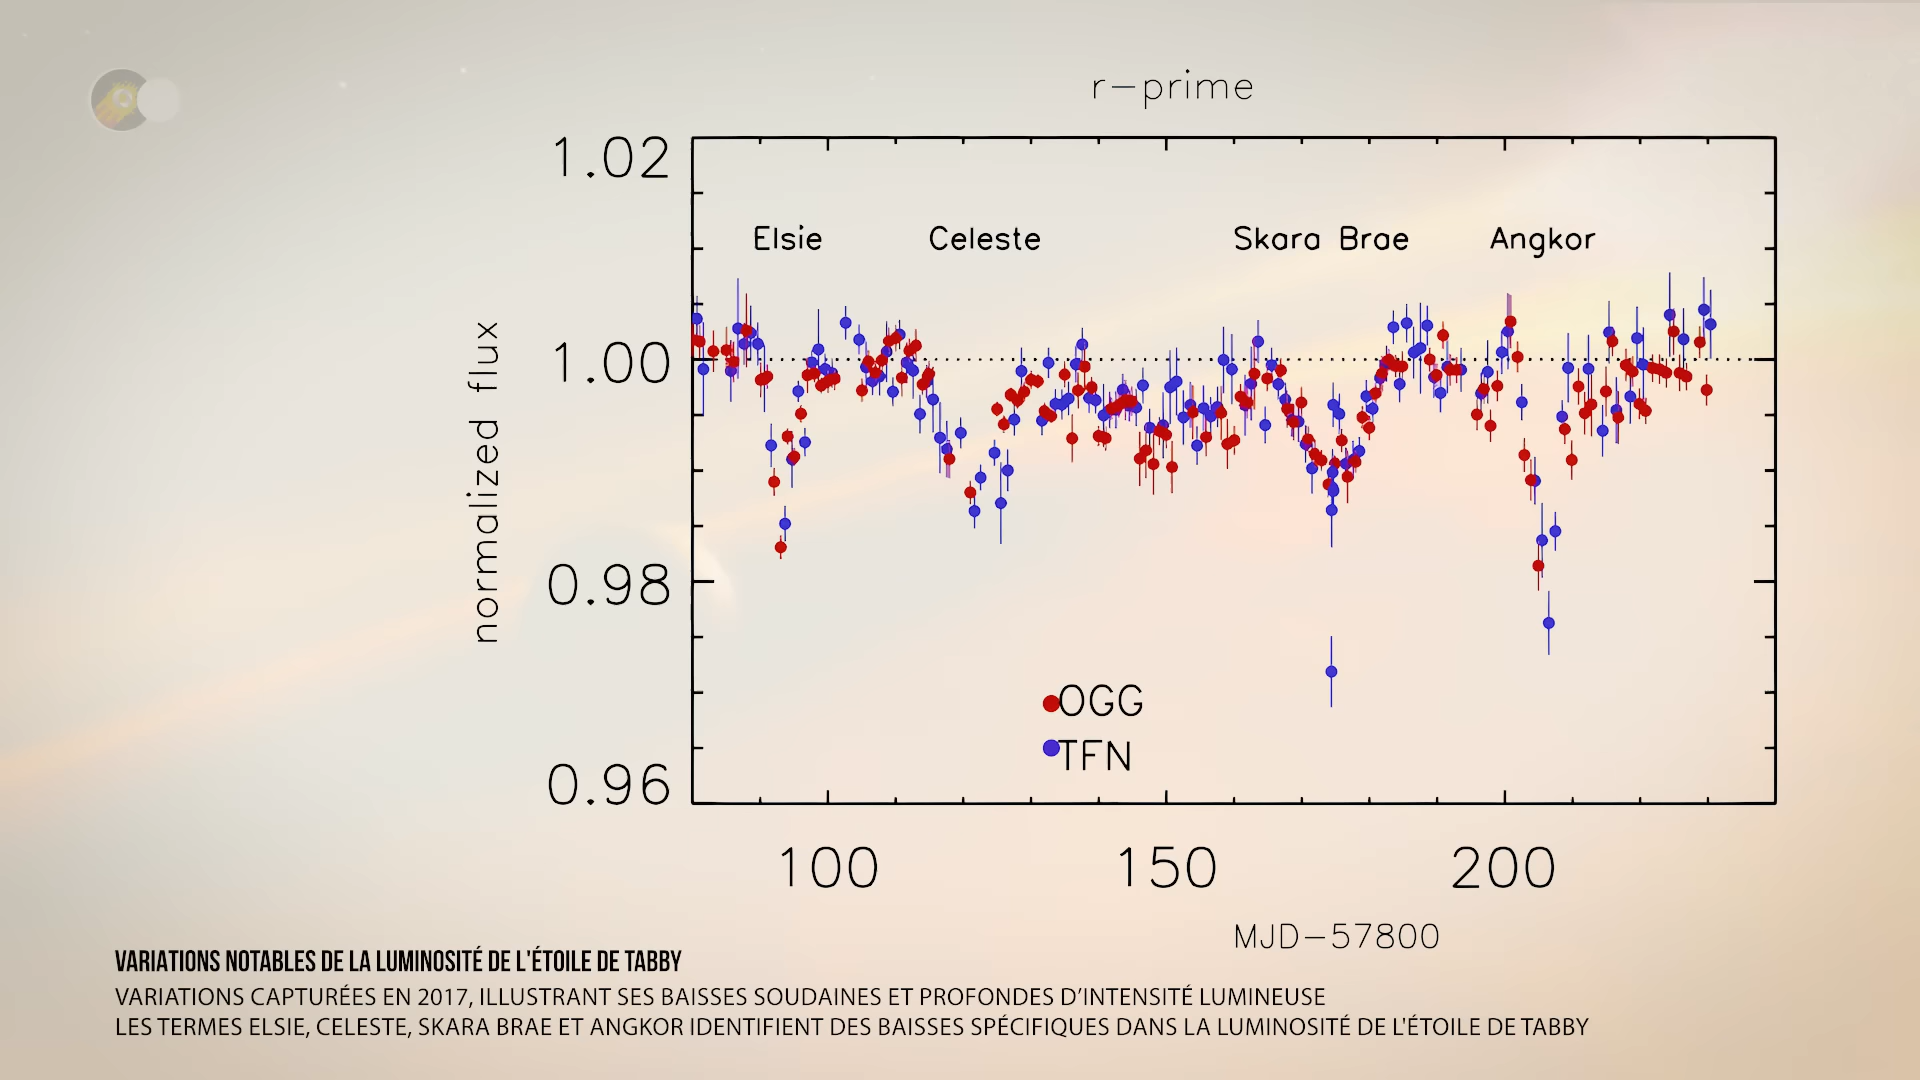 r-prime
1.02
Elsie Celeste Skara Brae Angkor
1.00
normalized flux
0.98
OGG
TFN
0.96
100 150 200
MJD-57800
VARIATIONS NOTABLES DE LA LUMINOSITÉ DE L'ÉTOILE DE TABBY
VARIATIONS CAPTURÉES EN 2017, ILLUSTRANT SES BAISSES SOUDAINES ET PROFONDES D’INTENSITÉ LUMINEUSE
LES TERMES ELSIE, CELESTE, SKARA BRAE ET ANGKOR IDENTIFIENT DES BAISSES SPÉCIFIQUES DANS LA LUMINOSITÉ DE L'ÉTOILE DE TABBY